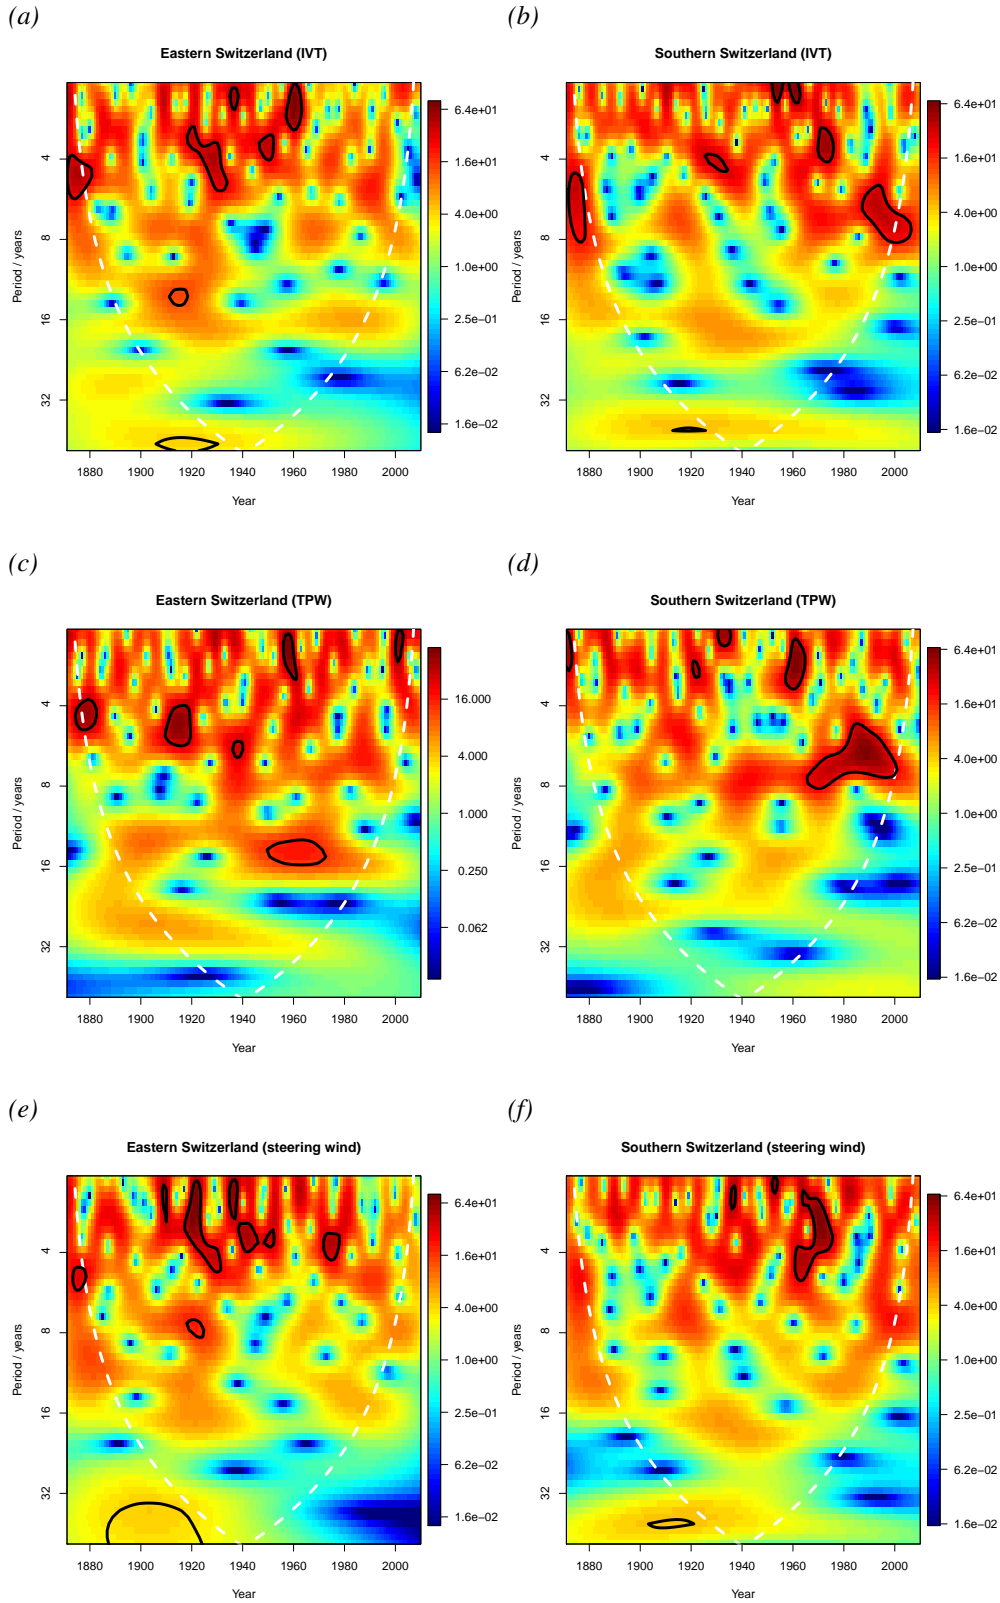 (a)
Eastern Switzerland (IVT)
Period / years
4
8
16
32
1880 1900 1920 1940 1960 1980 2000
Year
6.4e+01
1.6e+01
4.0e+00
1.0e+00
2.5e−01
6.2e−02
1.6e−02
(b)
Southern Switzerland (IVT)
Period / years
4
8
16
32
1880 1900 1920 1940 1960 1980 2000
Year
6.4e+01
1.6e+01
4.0e+00
1.0e+00
2.5e−01
6.2e−02
1.6e−02
(c)
Eastern Switzerland (TPW)
Period / years
4
8
16
32
1880 1900 1920 1940 1960 1980 2000
Year
16.000
4.000
1.000
0.250
0.062
(d)
Southern Switzerland (TPW)
Period / years
4
8
16
32
1880 1900 1920 1940 1960 1980 2000
Year
6.4e+01
1.6e+01
4.0e+00
1.0e+00
2.5e−01
6.2e−02
1.6e−02
(e)
Eastern Switzerland (steering wind)
Period / years
4
8
16
32
1880 1900 1920 1940 1960 1980 2000
Year
6.4e+01
1.6e+01
4.0e+00
1.0e+00
2.5e−01
6.2e−02
1.6e−02
(f)
Southern Switzerland (steering wind)
Period / years
4
8
16
32
1880 1900 1920 1940 1960 1980 2000
Year
6.4e+01
1.6e+01
4.0e+00
1.0e+00
2.5e−01
6.2e−02
1.6e−02